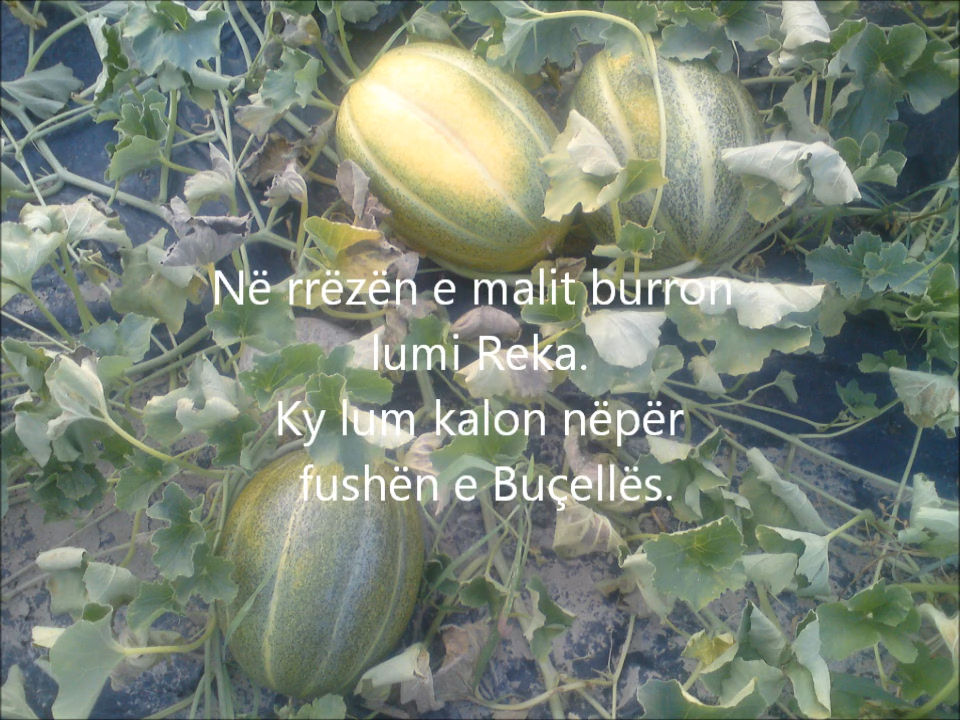 Në rrëzën e malit burron
lumi Reka.
Ky lum kalon nëpër
fushën e Buçellës.